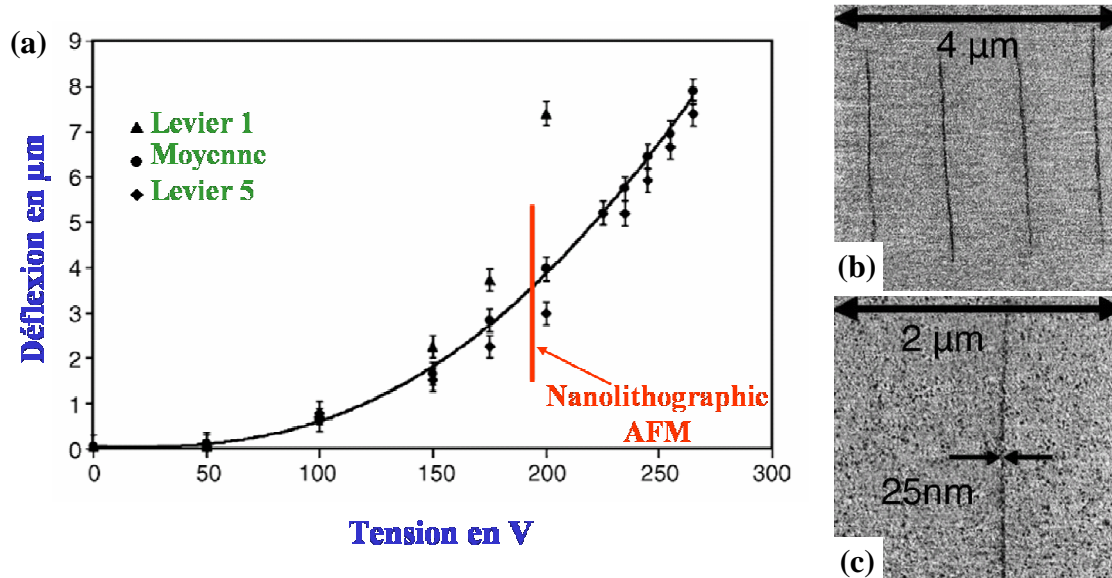 (a)
Déflexion en µm
9
8
7
6
5
4
3
2
1
0
Levier 1
Moyennc
Levier 5
Nanolithographic
AFM
0 50 100 150 200 250 300
Tension en V
4 µm
(b)
2 µm
25nm
(c)